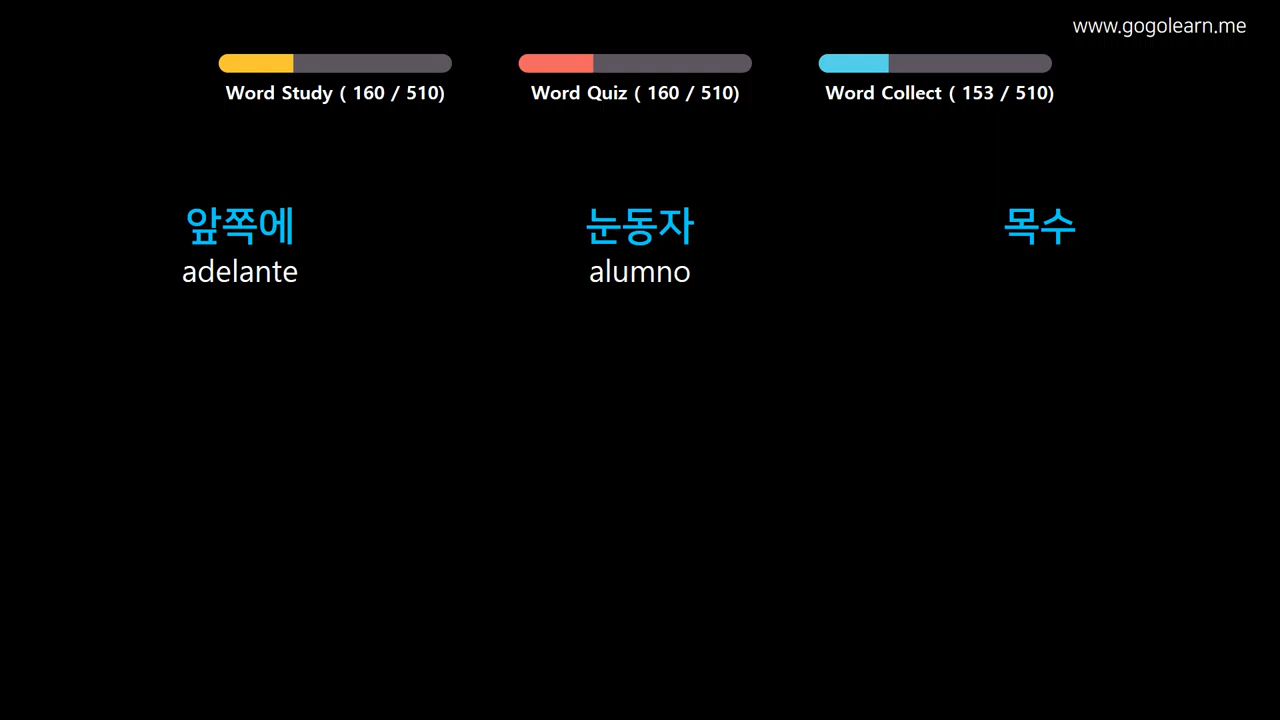 www.gogolearn.me
Word Study ( 160 / 510)
Word Quiz ( 160 / 510)
Word Collect ( 153 / 510)
앞쪽에
adelante
눈동자
alumno
목수